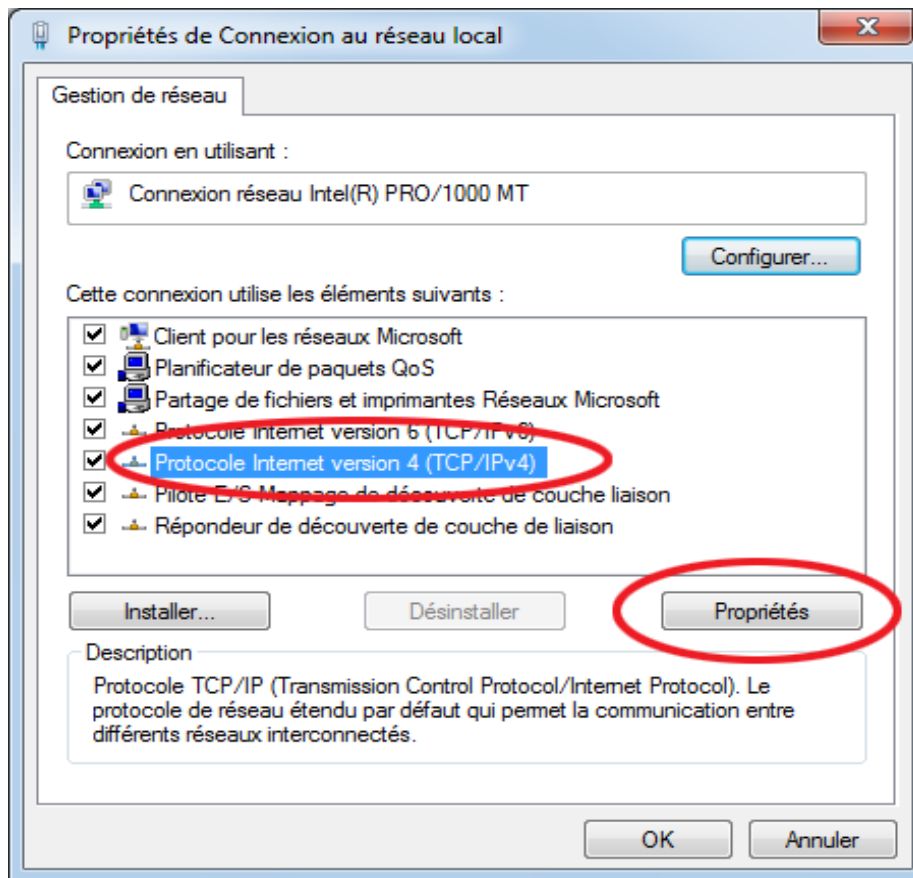 Propriétés de Connexion au réseau local
Gestion de réseau
Connexion en utilisant :
Connexion réseau Intel(R) PRO/1000 MT
Configurer...
Cette connexion utilise les éléments suivants :
Client pour les réseaux Microsoft
Planificateur de paquets QoS
Partage de fichiers et imprimantes Réseaux Microsoft
Protocole Internet version 6 (TCP/IPv6)
Protocole Internet version 4 (TCP/IPv4)
Pilote E/S Mappage de découverte de couche liaison
Répondeur de découverte de couche de liaison
Installer...
Désinstaller
Propriétés
Description
Protocole TCP/IP (Transmission Control Protocol/Internet Protocol). Le
protocole de réseau étendu par défaut qui permet la communication entre
différents réseaux interconnectés.
OK
Annuler